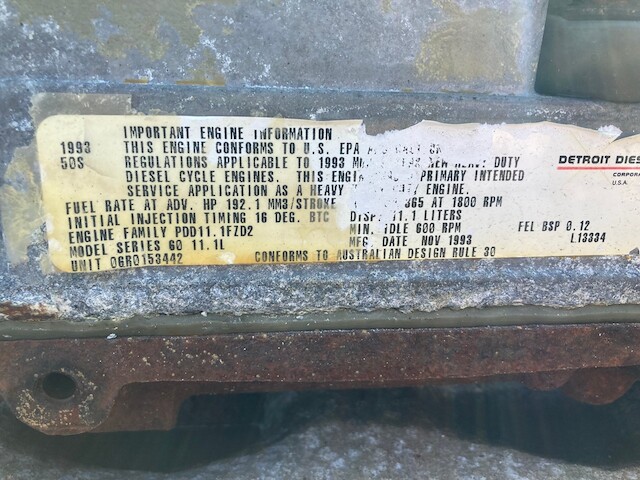 IMPORTANT ENGINE INFORMATION
1993 THIS ENGINE CONFORMS TO U.S. EPA
50S REGULATIONS APPLICABLE TO 1993 NEW HEAVY DUTY
DIESEL CYCLE ENGINES. THIS ENGINE PRIMARY INTENDED
SERVICE APPLICATION AS A HEAVY DUTY ENGINE.
FUEL RATE AT ADV. HP 192.1 MM3/STROKE 365 AT 1800 RPM
INITIAL INJECTION TIMING 16 DEG. BTC DISP. 11.1 LITERS
ENGINE FAMILY PDD11.1FZD2 MIN. IDLE 600 RPM FEL BSP 0.12
MODEL SERIES 60 11.1L MFG. DATE NOV 1993 L13334
UNIT 06R0153442 CONFORMS TO AUSTRALIAN DESIGN RULE 30
DETROIT DIES
CORPOR
U.S.A.